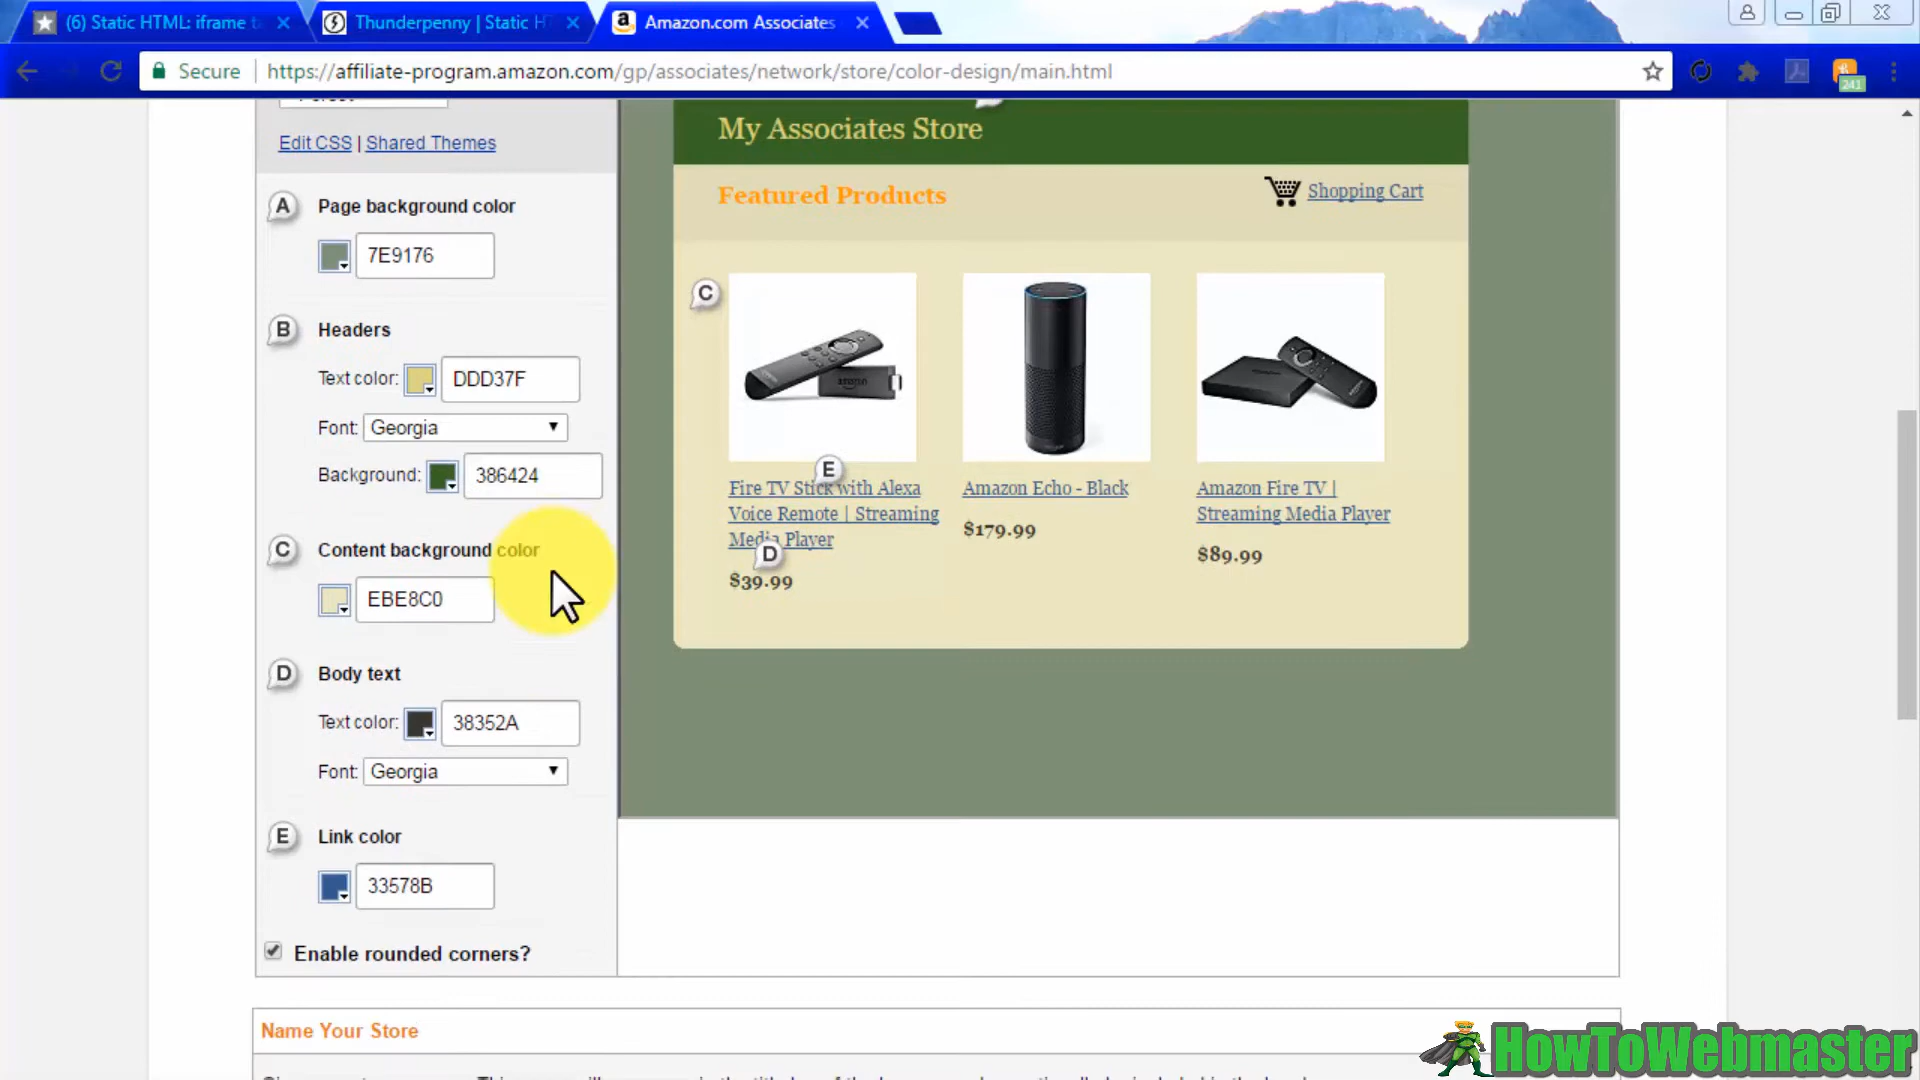 (6) Static HTML: iframe t
Thunderpenny | Static H
Amazon.com Associates
Secure
https://affiliate-program.amazon.com/gp/associates/network/store/color-design/main.html
241
Edit CSS | Shared Themes
A Page background color
7E9176
B Headers
Text color: DDD37F
Font: Georgia
Background: 386424
C Content background color
EBE8C0
D Body text
Text color: 38352A
Font: Georgia
E Link color
33578B
Enable rounded corners?
My Associates Store
Featured Products
Shopping Cart
C
E
Fire TV Stick with Alexa
Voice Remote | Streaming
Media Player
D
$39.99
amazon
Amazon Echo - Black
$179.99
Amazon Fire TV |
Streaming Media Player
$89.99
Name Your Store
HowToWebmaster